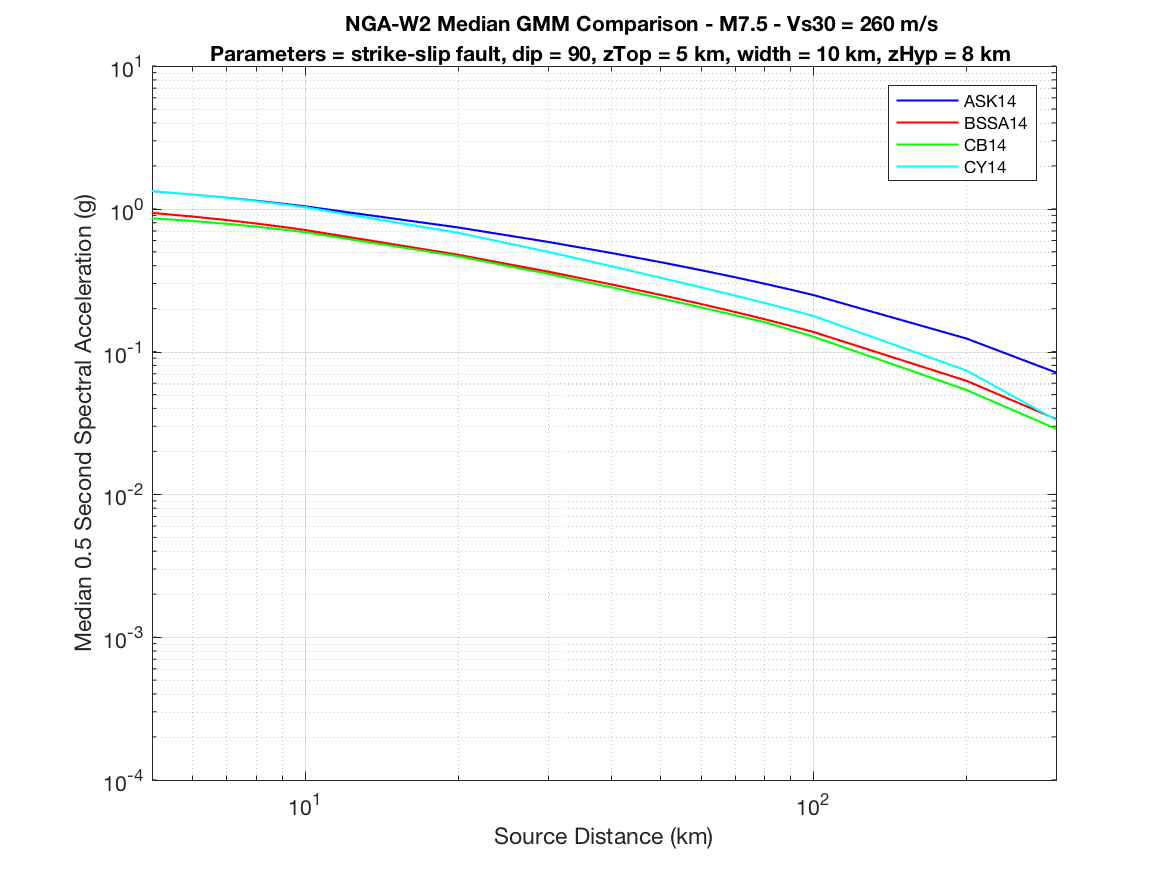 NGA-W2 Median GMM Comparison - M7.5 - Vs30 = 260 m/s
Parameters = strike-slip fault, dip = 90, zTop = 5 km, width = 10 km, zHyp = 8 km
10^1
ASK14
BSSA14
CB14
CY14
10^0
10^-1
10^-2
10^-3
10^-4
Median 0.5 Second Spectral Acceleration (g)
10^1
10^2
Source Distance (km)